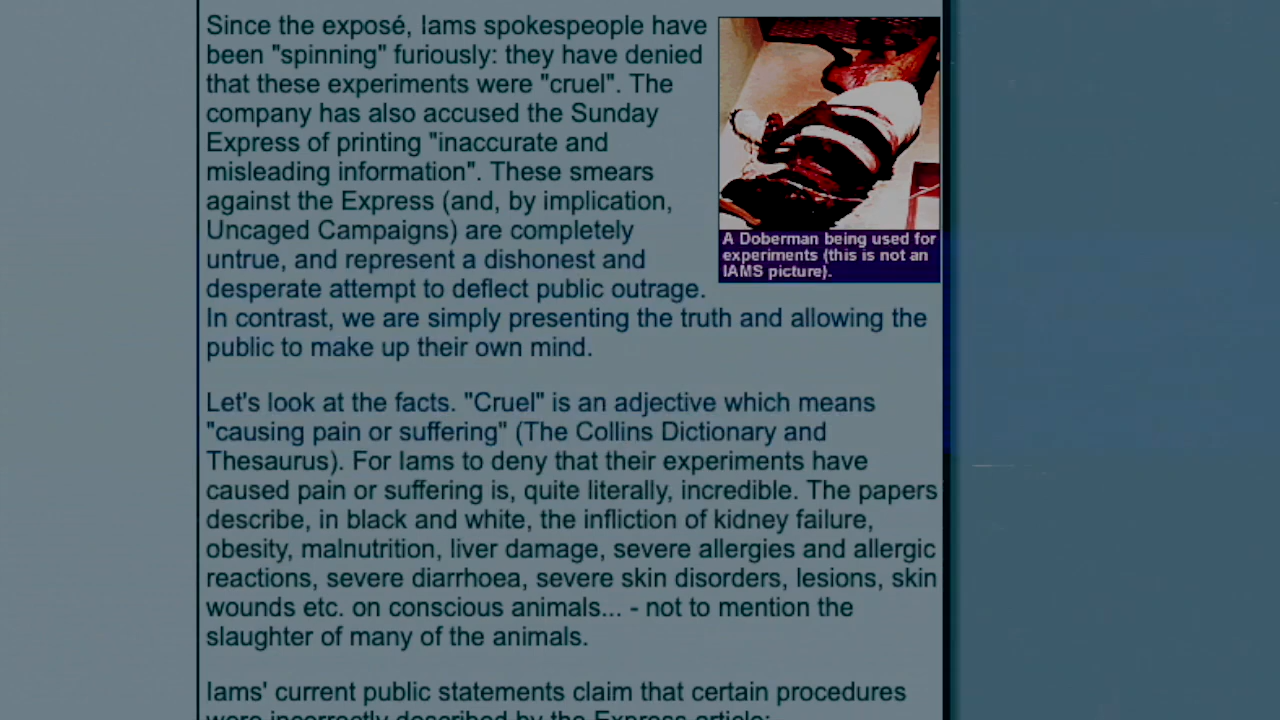 Since the exposé, Iams spokespeople have
been "spinning" furiously: they have denied
that these experiments were "cruel". The
company has also accused the Sunday
Express of printing "inaccurate and
misleading information". These smears
against the Express (and, by implication,
Uncaged Campaigns) are completely
untrue, and represent a dishonest and
desperate attempt to deflect public outrage.
In contrast, we are simply presenting the truth and allowing the
public to make up their own mind.
A Doberman being used for
experiments (this is not an
IAMS picture).
Let's look at the facts. "Cruel" is an adjective which means
"causing pain or suffering" (The Collins Dictionary and
Thesaurus). For Iams to deny that their experiments have
caused pain or suffering is, quite literally, incredible. The papers
describe, in black and white, the infliction of kidney failure,
obesity, malnutrition, liver damage, severe allergies and allergic
reactions, severe diarrhoea, severe skin disorders, lesions, skin
wounds etc. on conscious animals... - not to mention the
slaughter of many of the animals.
Iams' current public statements claim that certain procedures
were incorrectly described by the Express article: